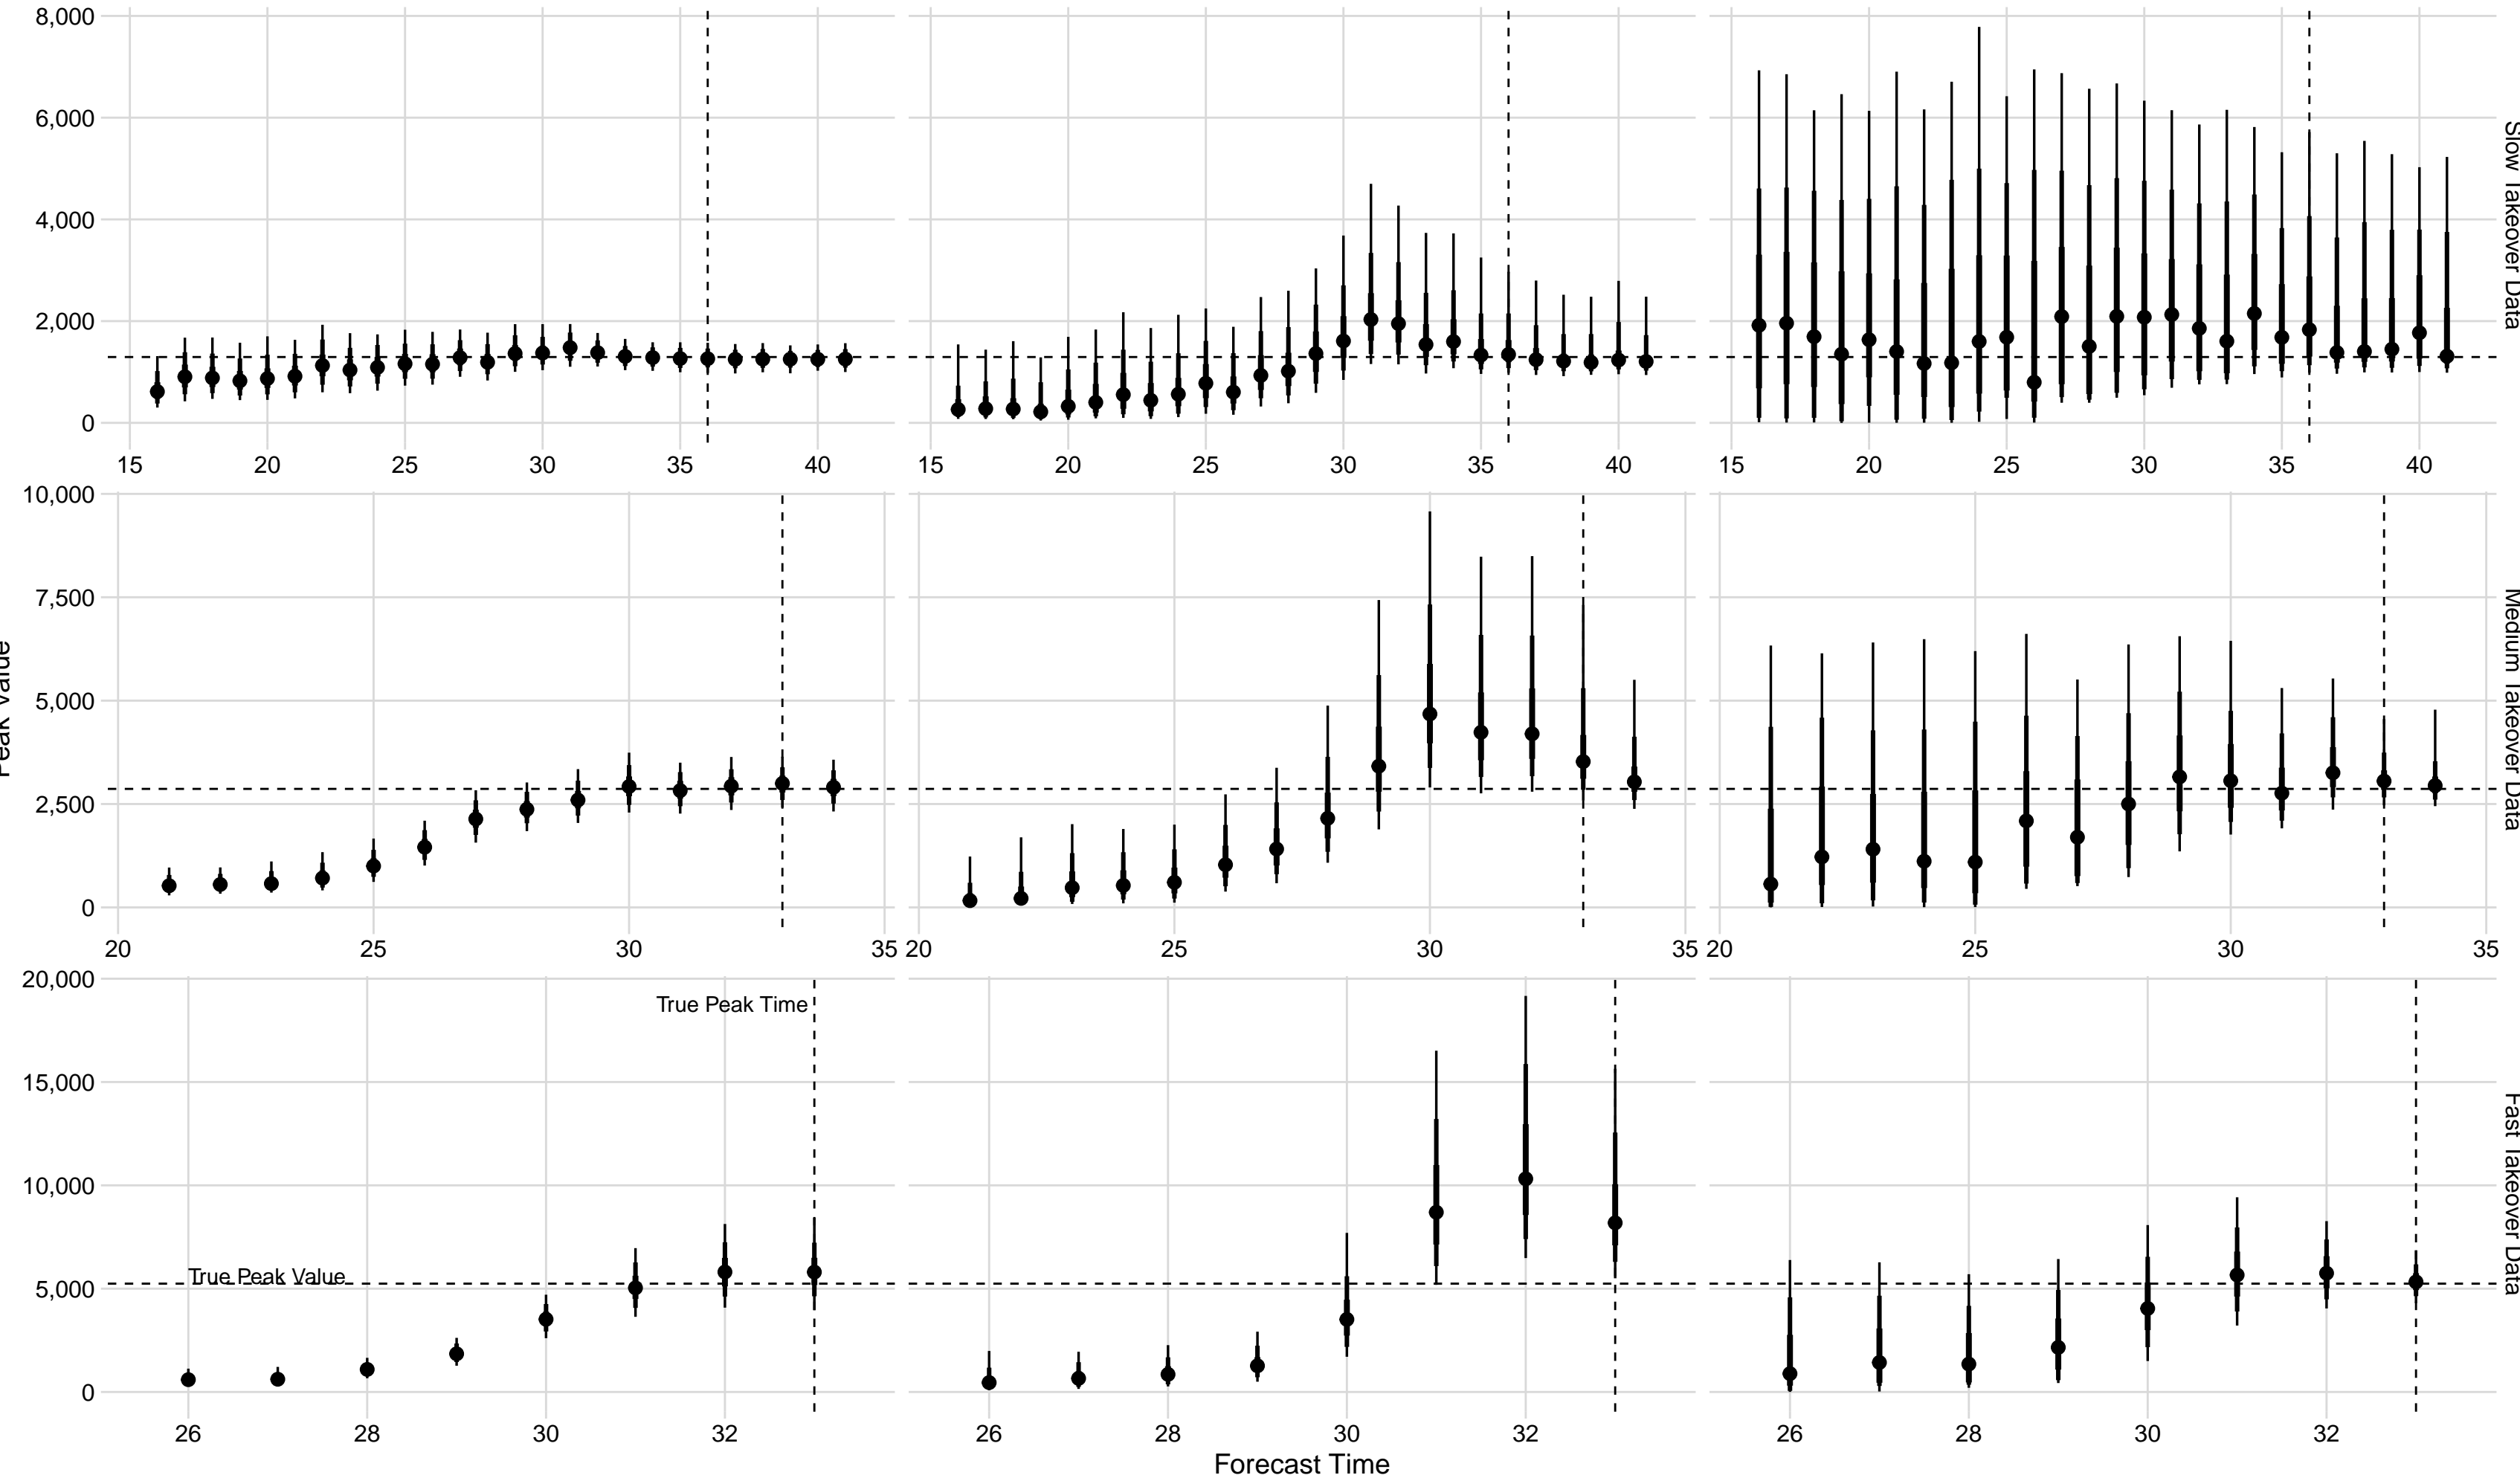 8,000
6,000
4,000
2,000
0
15 20 25 30 35 40 15 20 25 30 35 40 15 20 25 30 35 40
Slow Takeover Data
10,000
7,500
5,000
2,500
0
20 25 30 35 20 25 30 35 20 25 30 35
Medium Takeover Data
Peak Value
20,000
15,000
10,000
5,000
0
True Peak Time
True Peak Value
26 28 30 32 26 28 30 32 26 28 30 32
Fast Takeover Data
Forecast Time